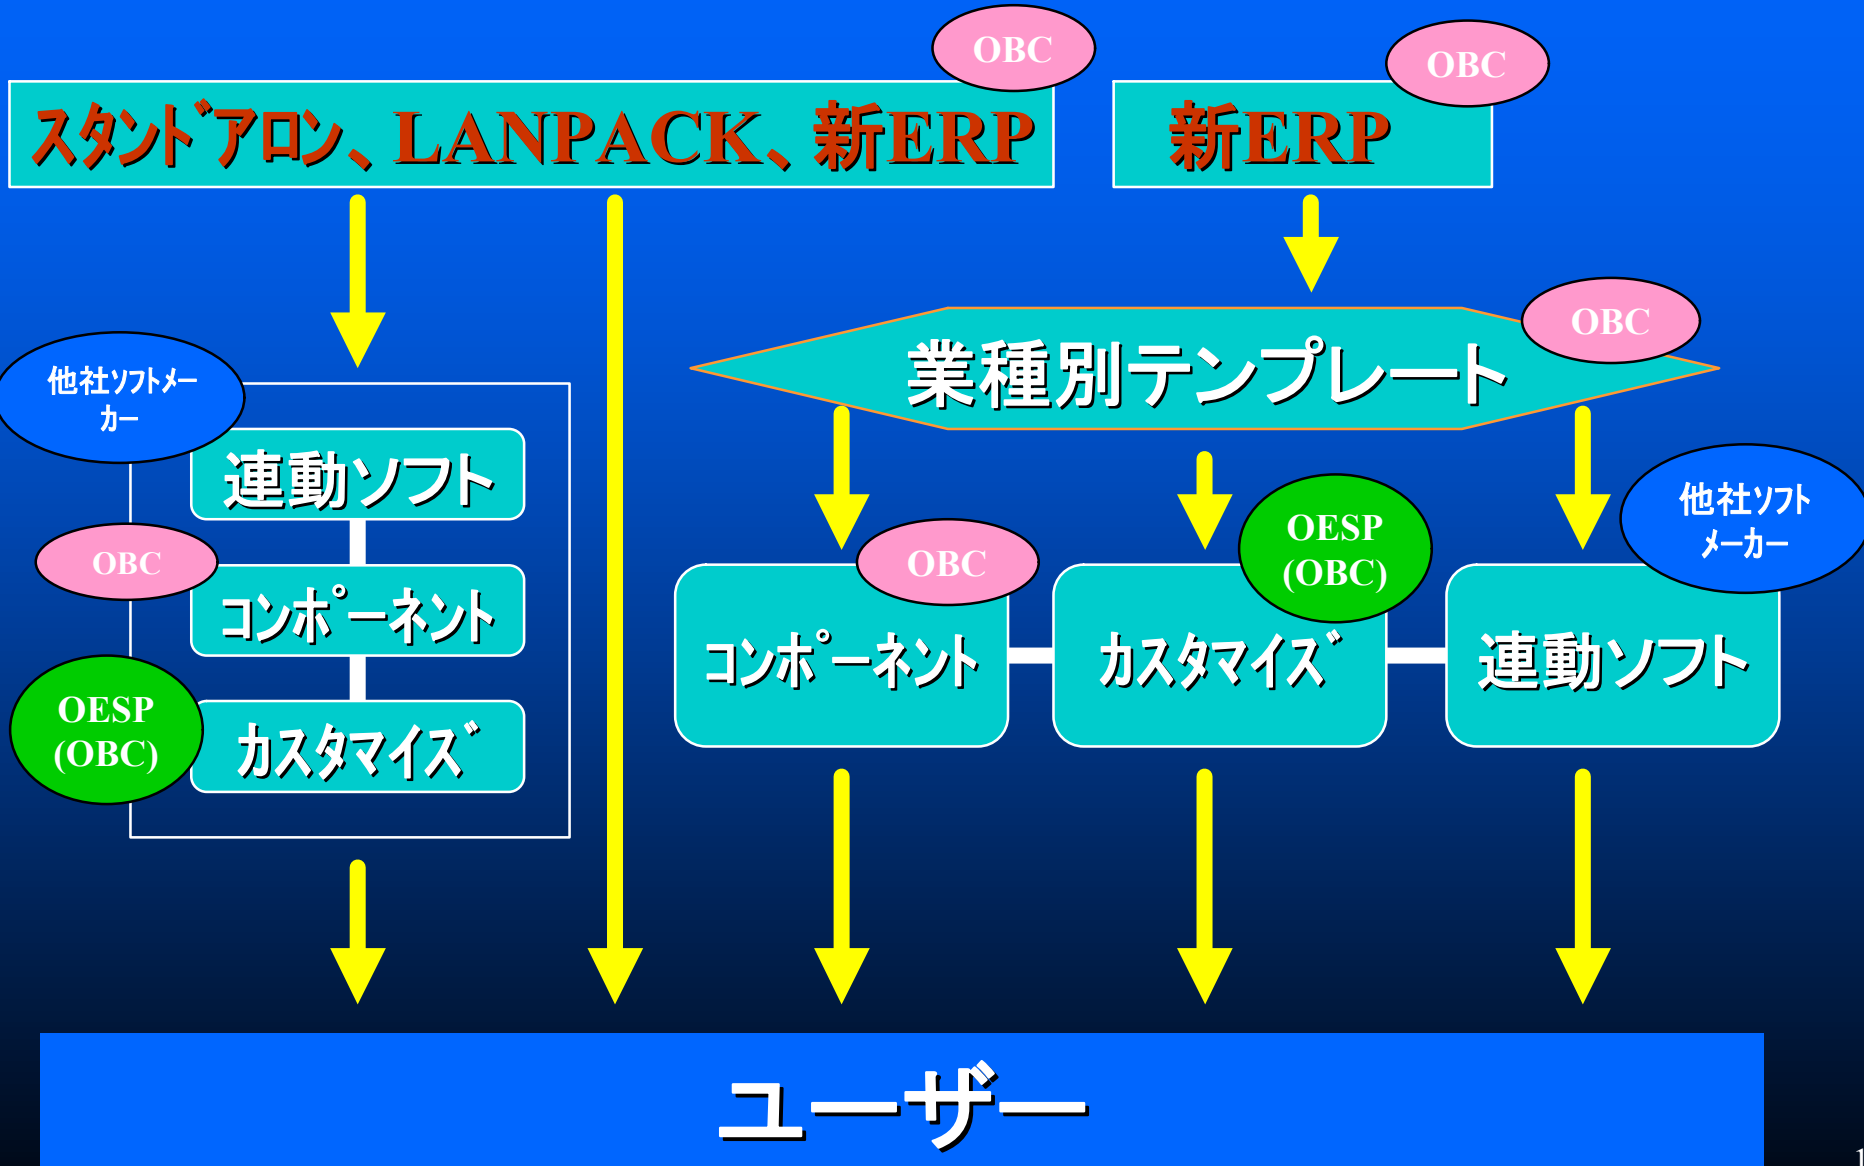 OBC
OBC
ｽﾀﾝﾄﾞｱﾛﾝ、LANPACK、新ERP
新ERP
OBC
業種別テンプレート
他社ｿﾌﾄﾒｰ
ｶｰ
連動ソフト
他社ｿﾌﾄ
ﾒｰｶｰ
OESP
(OBC)
OBC
OBC
ｺﾝﾎﾟｰﾈﾝﾄ
ｺﾝﾎﾟｰﾈﾝﾄ
ｶｽﾀﾏｲｽﾞ
連動ソフト
OESP
(OBC)
ｶｽﾀﾏｲｽﾞ
ユーザー